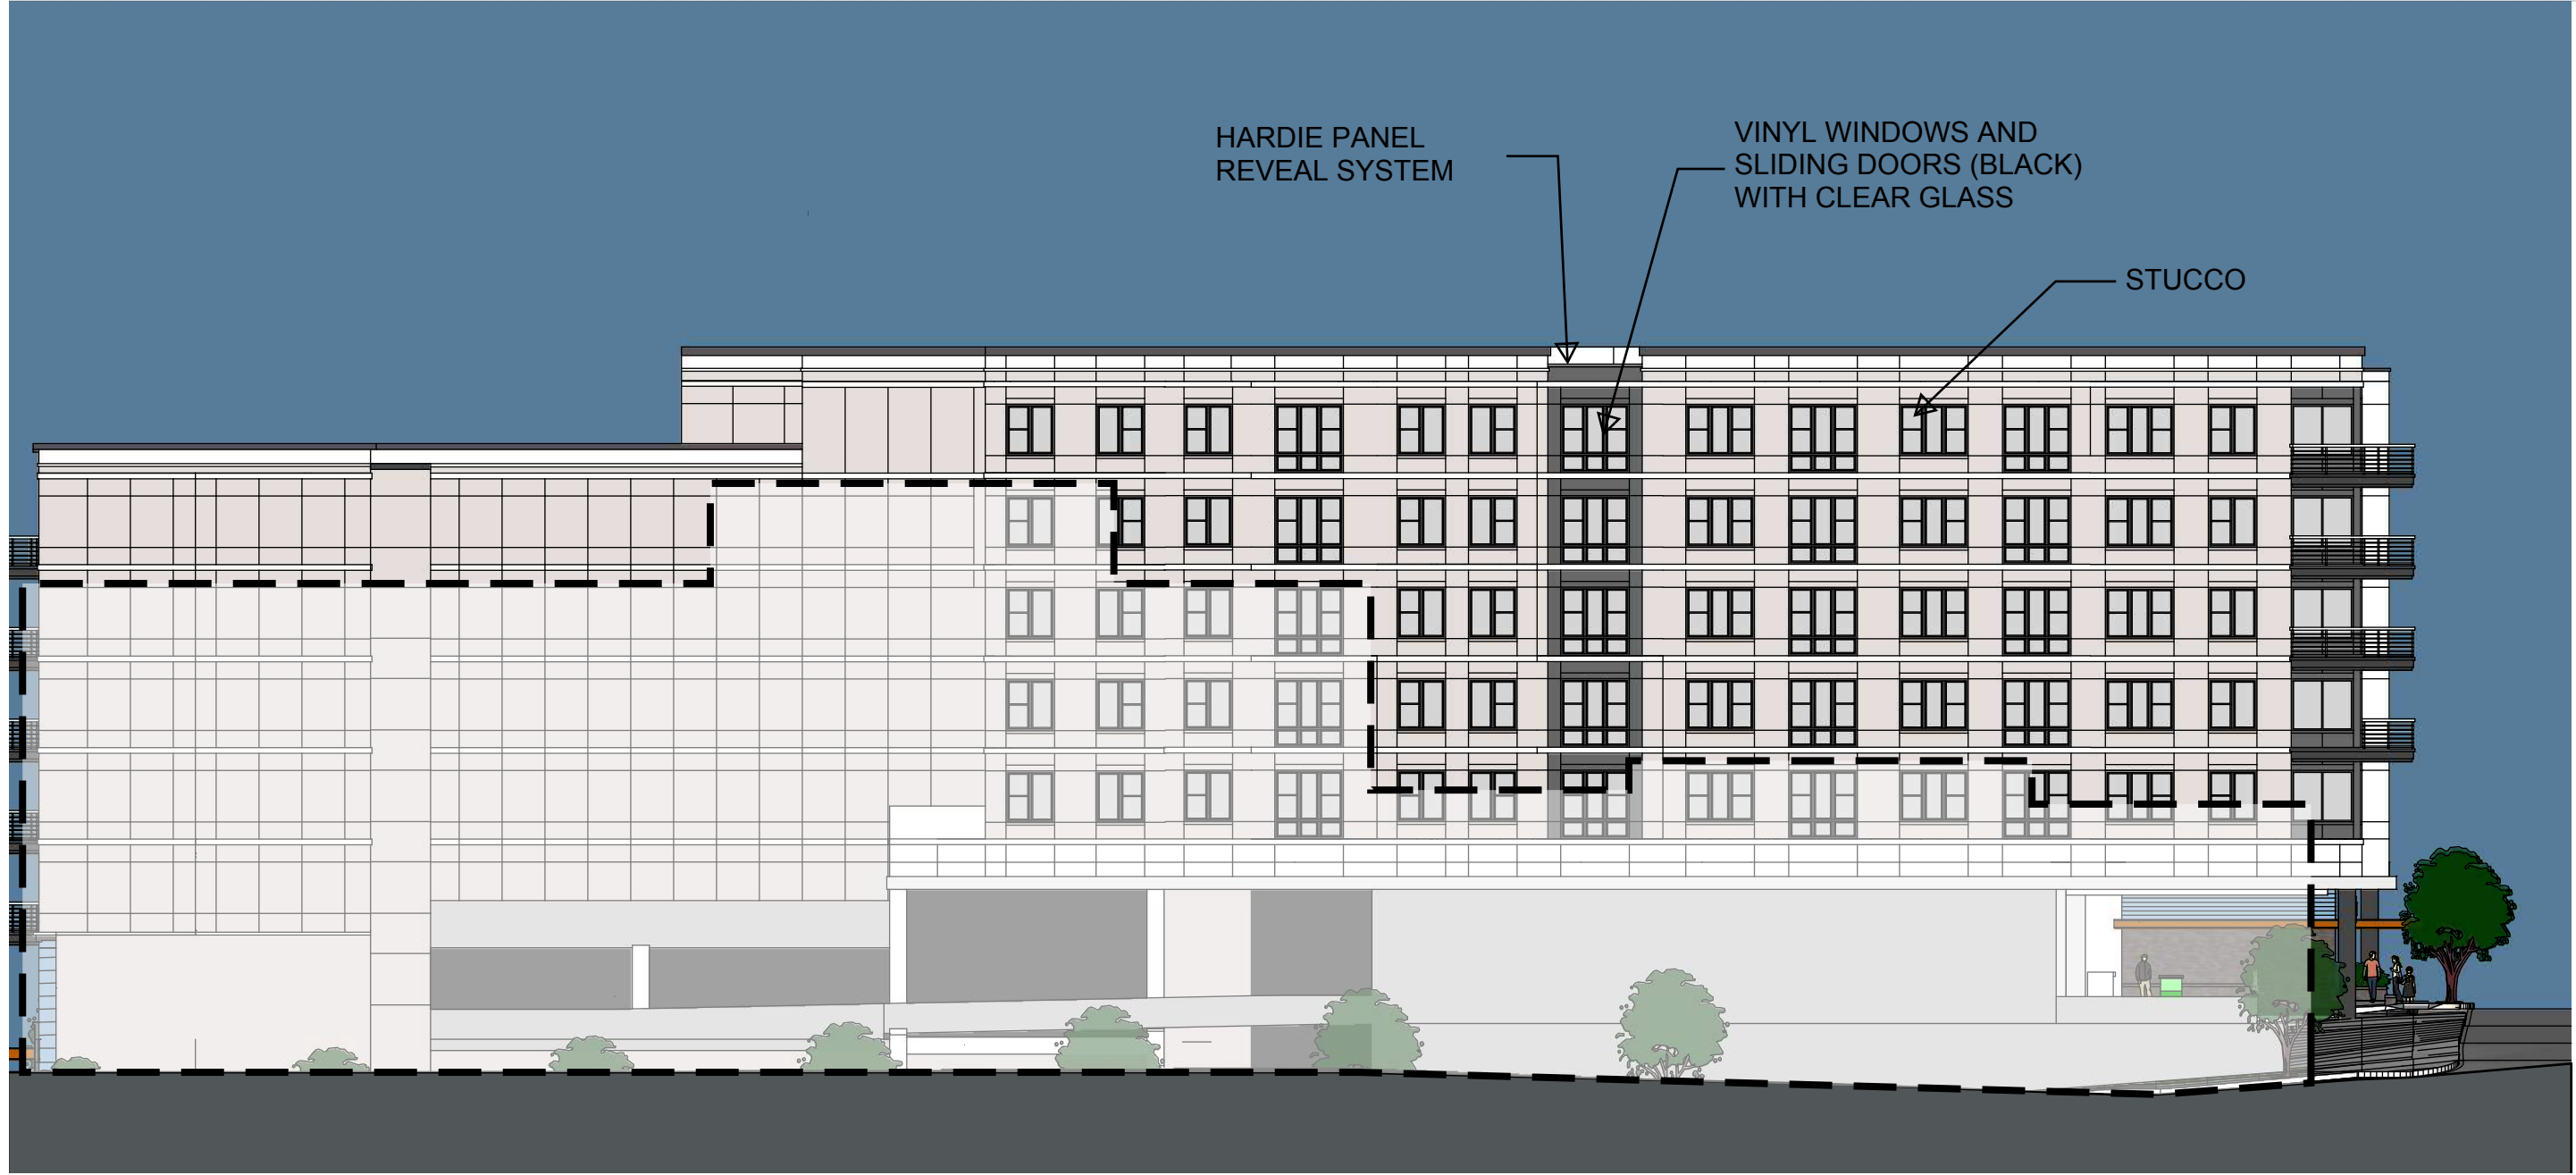 HARDIE PANEL
REVEAL SYSTEM
VINYL WINDOWS AND
SLIDING DOORS (BLACK)
WITH CLEAR GLASS
STUCCO